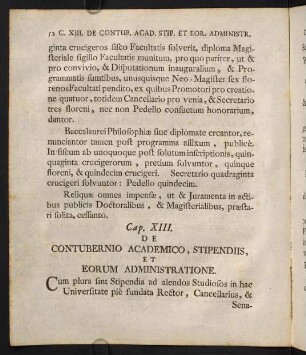 12 C. XIII. DE CONTUB. ACAD. STIP. ET EOR. ADMINISTR.
ginta crucigeros fisco Facultatis solverit, diploma Magi-
steriale sigillo Facultatis munitum, pro quo pariter, ut &
pro convivio, & Disputationum inauguralium, & Pro-
grammatis sumtibus, unusquisque Neo-Magister sex flo-
renos Facultati pendito, ex quibus Promotori pro creatio-
ne quatuor, totidem Cancellario pro venia, & Secretario
tres floreni, nec non Pedello consuetum honorarium,
dantor.
Baccalaurei Philosophiæ sine diplomate creantor, re-
nunciantor tamen post programma affixum, publicè.
In fiscum ab unoquoque post solutum inscriptionis, quin-
quaginta crucigerorum, pretium solvuntor, quinque
floreni, & quindecim crucigeri. Secretario quadraginta
crucigeri solvuntor: Pedello quindecim.
Reliquæ omnes impensæ, ut & Juramenta in acti-
bus publicis Doctoralibus, & Magisterialibus, præsta-
ri solita, cessanto.
Cap. XIII.
DE
CONTUBERNIO ACADEMICO, STIPENDIIS,
ET
EORUM ADMINISTRATIONE.
Cum plura sint Stipendia ad alendos Studiosos in hac
Universitate piè fundata Rector, Cancellarius, &
Sena-